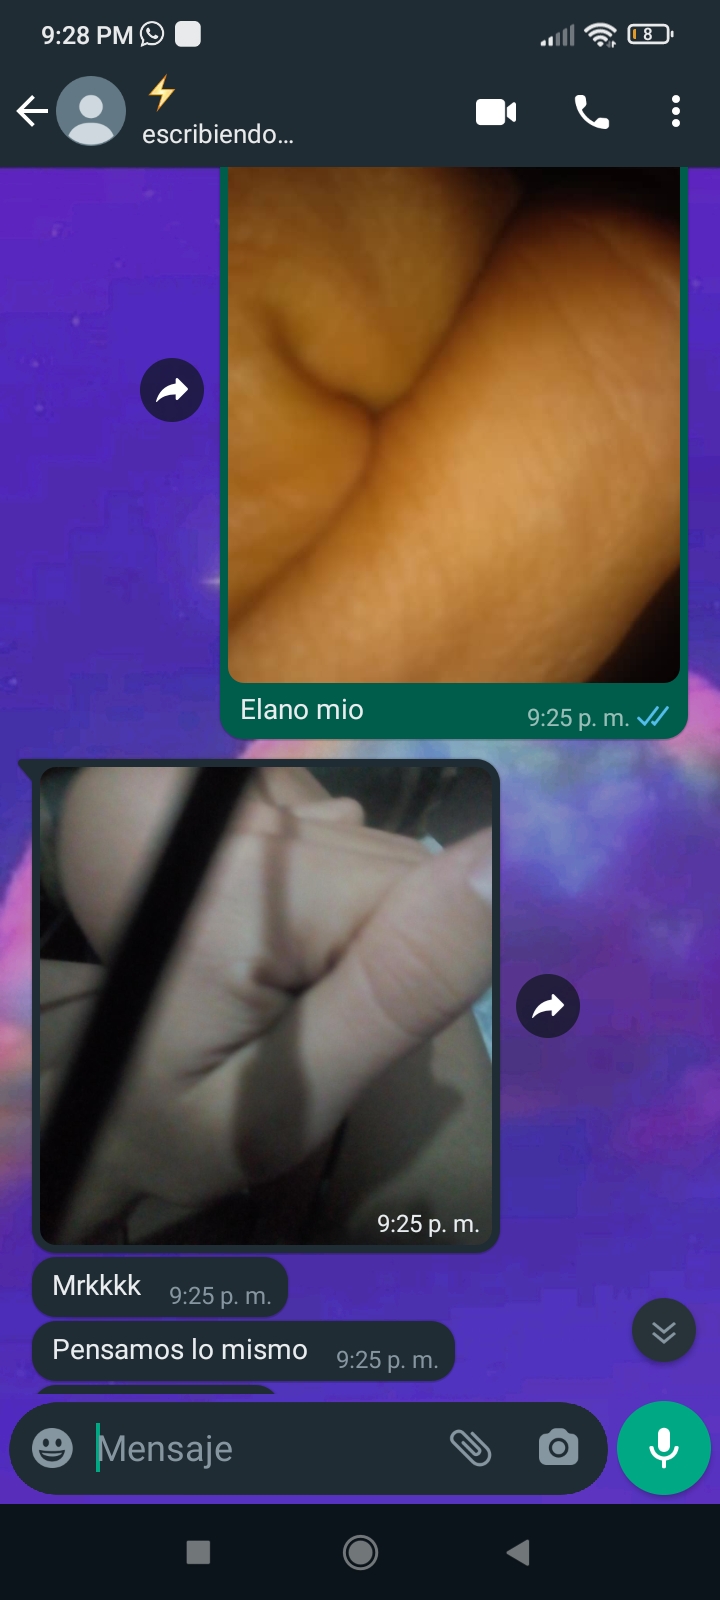 9:28 PM
8
escribiendo...
Elano mio
9:25 p. m.
9:25 p. m.
Mrkkkk 9:25 p. m.
Pensamos lo mismo 9:25 p. m.
Mensaje